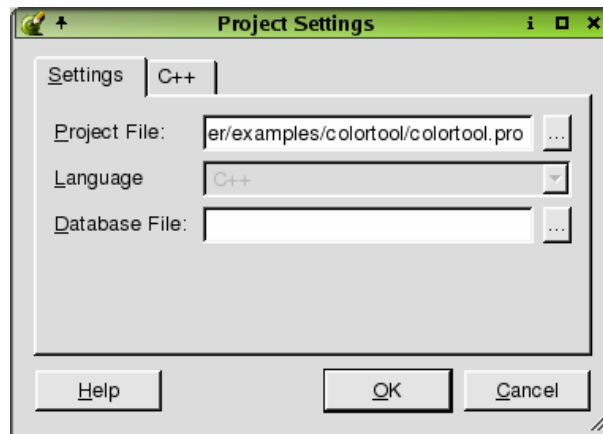 Project Settings
Settings C++
Project File: er/examples/colortool/colortool.pro ...
Language C++
Database File: ...
Help OK Cancel